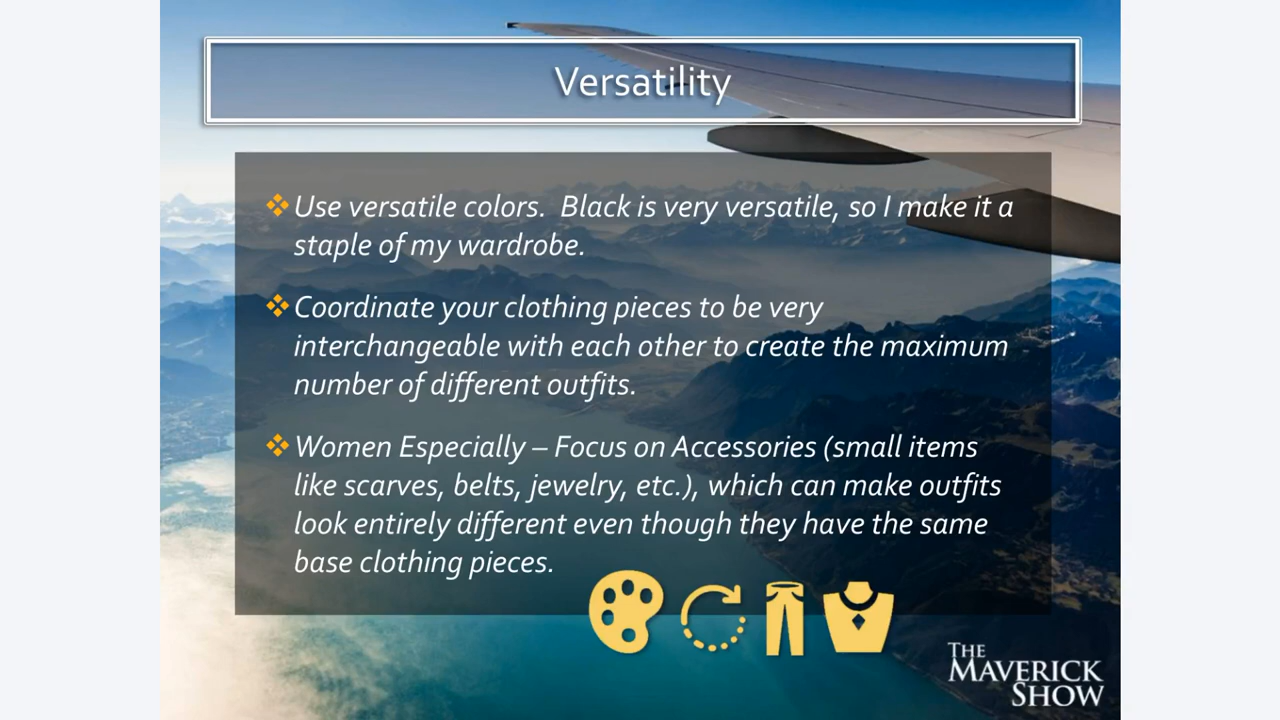 Versatility
Use versatile colors.  Black is very versatile, so I make it a
staple of my wardrobe.
Coordinate your clothing pieces to be very
interchangeable with each other to create the maximum
number of different outfits.
Women Especially – Focus on Accessories (small items
like scarves, belts, jewelry, etc.), which can make outfits
look entirely different even though they have the same
base clothing pieces.
THE
MAVERICK
SHOW